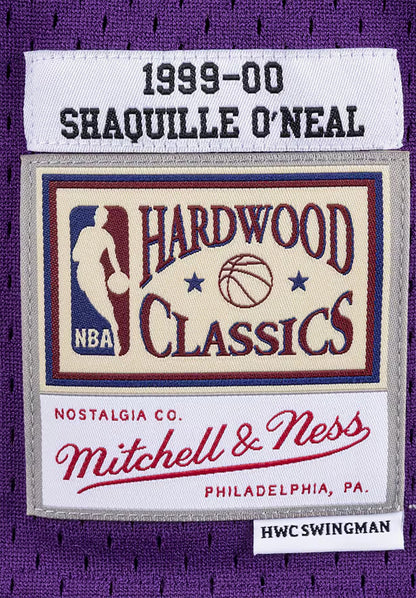 1999-00
SHAQUILLE O'NEAL
HARDWOOD
CLASSICS
NBA
NOSTALGIA CO.
Mitchell & Ness
PHILADELPHIA, PA.
HWC SWINGMAN